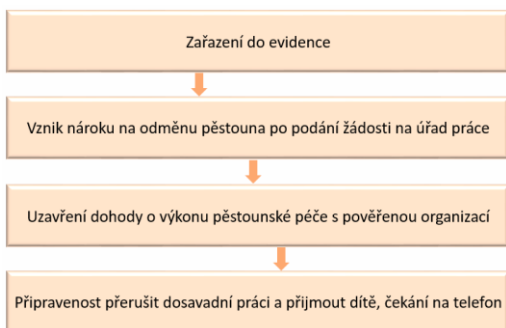 Zařazení do evidence
Vznik nároku na odměnu pěstouna po podání žádosti na úřad práce
Uzavření dohody o výkonu pěstounské péče s pověřenou organizací
Připravenost přerušit dosavadní práci a přijmout dítě, čekání na telefon